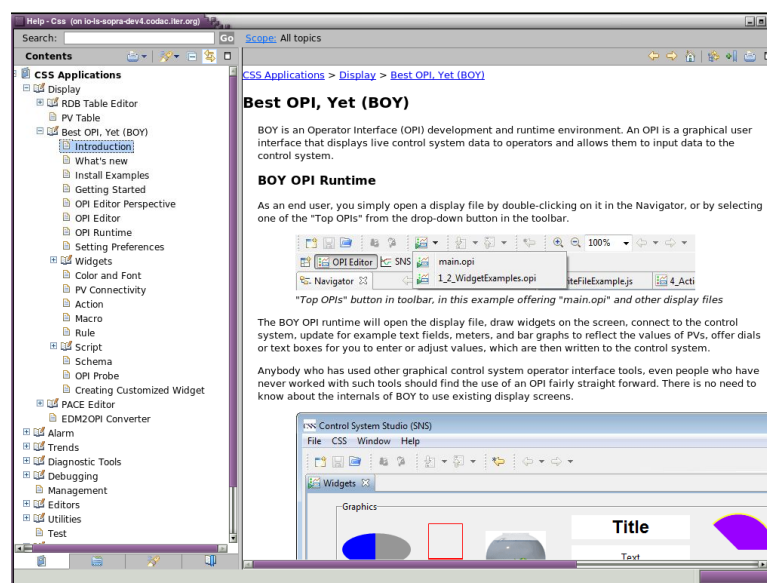 Help - Css (on io-ls-sopra-dev4.codac.iter.org)
Search:
Go
Scope: All topics
Contents
CSS Applications
Display
RDB Table Editor
PV Table
Best OPI, Yet (BOY)
Introduction
What's new
Install Examples
Getting Started
OPI Editor Perspective
OPI Editor
OPI Runtime
Setting Preferences
Widgets
Color and Font
PV Connectivity
Action
Macro
Rule
Script
Schema
OPI Probe
Creating Customized Widget
PACE Editor
EDM2OPI Converter
Alarm
Trends
Diagnostic Tools
Debugging
Management
Editors
Utilities
Test
CSS Applications > Display > Best OPI, Yet (BOY)
Best OPI, Yet (BOY)
BOY is an Operator Interface (OPI) development and runtime environment. An OPI is a graphical user
interface that displays live control system data to operators and allows them to input data to the
control system.
BOY OPI Runtime
As an end user, you simply open a display file by double-clicking on it in the Navigator, or by selecting
one of the "Top OPIs" from the drop-down button in the toolbar.
100%
OPI Editor
SNS
main.opi
Navigator
1_2_WidgetExamples.opi
teFileExample.js
4_Acti
"Top OPIs" button in toolbar, in this example offering "main.opi" and other display files
The BOY OPI runtime will open the display file, draw widgets on the screen, connect to the control
system, update for example text fields, meters, and bar graphs to reflect the values of PVs, offer dials
or text boxes for you to enter or adjust values, which are then written to the control system.
Anybody who has used other graphical control system operator interface tools, even people who have
never worked with such tools should find the use of an OPI fairly straight forward. There is no need to
know about the internals of BOY to use existing display screens.
Control System Studio (SNS)
File CSS Window Help
Widgets
Graphics
Title
Text